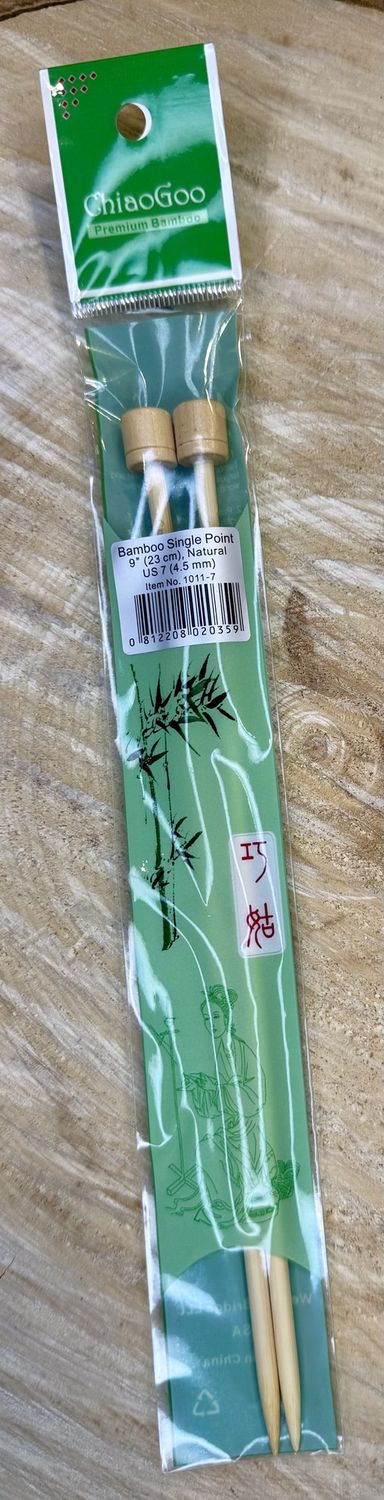 ChiaoGoo
Premium Bamboo
Bamboo Single Point
9" (23 cm), Natural
US 7 (4.5 mm)
Item No. 1011-7
0 812208 020359
巧
姑